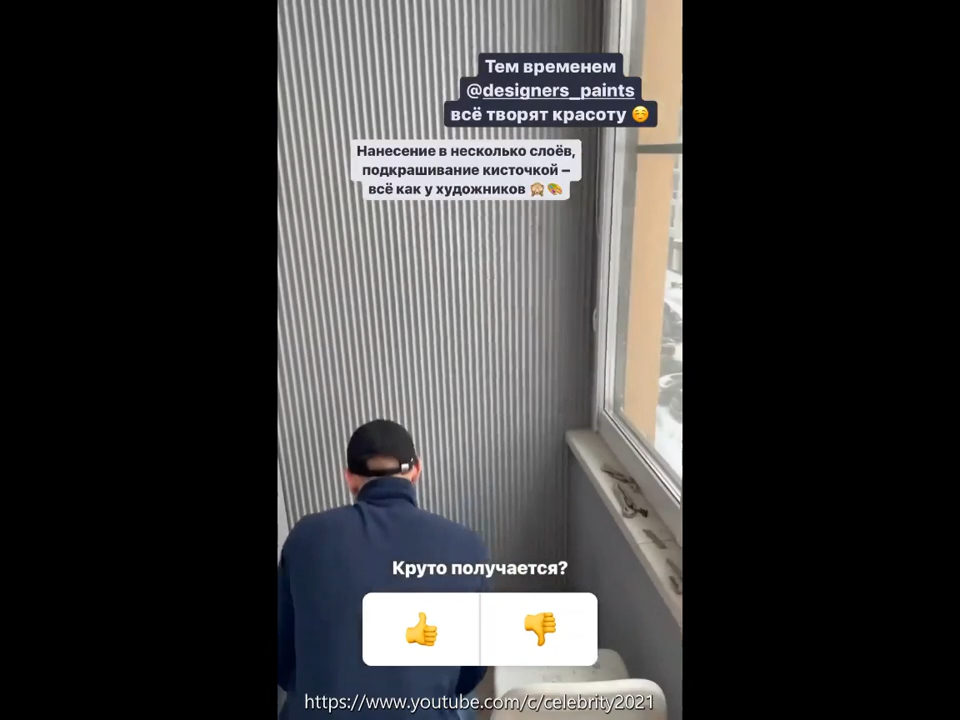 Тем временем
@designers_paints
всё творят красоту ☺️
Нанесение в несколько слоёв,
подкрашивание кисточкой –
всё как у художников 🙈🎨
Круто получается?
https://www.youtube.com/c/celebrity2021